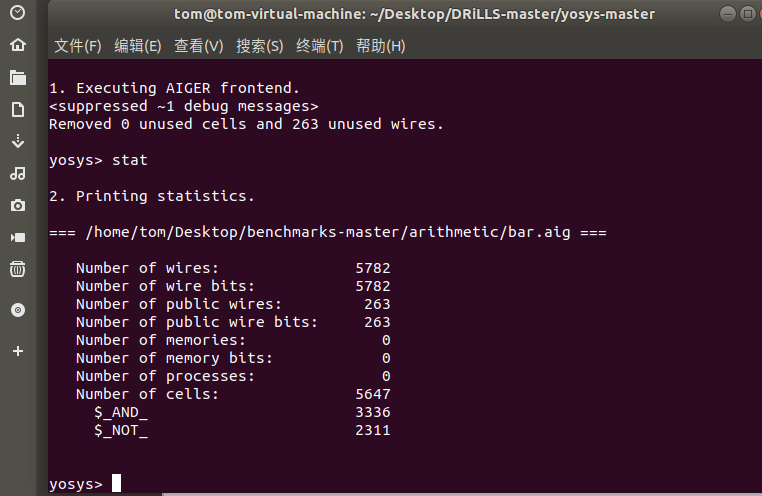 tom@tom-virtual-machine: ~/Desktop/DRiLLS-master/yosys-master
文件(F) 编辑(E) 查看(V) 搜索(S) 终端(T) 帮助(H)
1. Executing AIGER frontend.
<suppressed ~1 debug messages>
Removed 0 unused cells and 263 unused wires.
yosys> stat
2. Printing statistics.
=== /home/tom/Desktop/benchmarks-master/arithmetic/bar.aig ===
Number of wires: 5782
Number of wire bits: 5782
Number of public wires: 263
Number of public wire bits: 263
Number of memories: 0
Number of memory bits: 0
Number of processes: 0
Number of cells: 5647
$_AND_ 3336
$_NOT_ 2311
yosys>